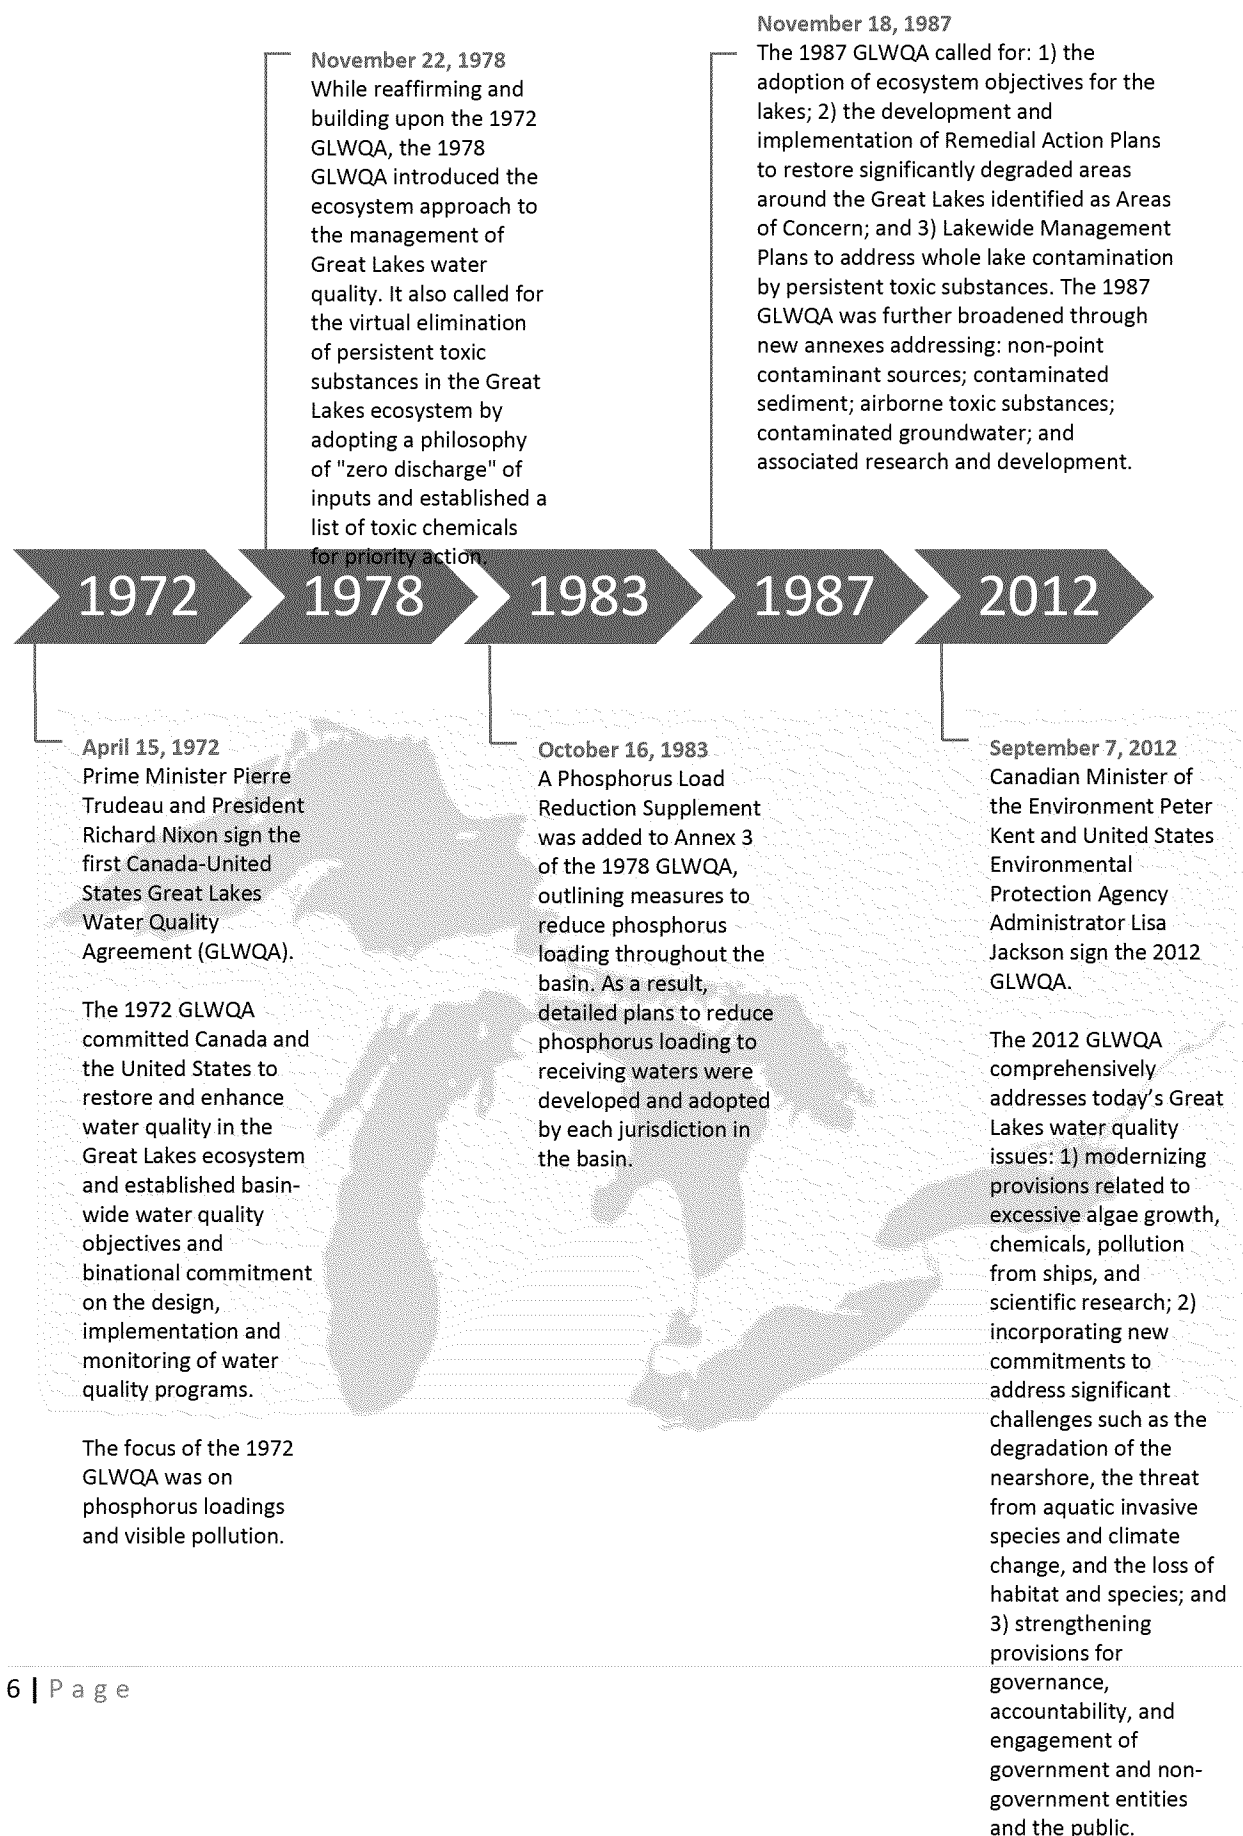 November 22, 1978
While reaffirming and
building upon the 1972
GLWQA, the 1978
GLWQA introduced the
ecosystem approach to
the management of
Great Lakes water
quality. It also called for
the virtual elimination
of persistent toxic
substances in the Great
Lakes ecosystem by
adopting a philosophy
of "zero discharge" of
inputs and established a
list of toxic chemicals
for priority action.
November 18, 1987
The 1987 GLWQA called for: 1) the
adoption of ecosystem objectives for the
lakes; 2) the development and
implementation of Remedial Action Plans
to restore significantly degraded areas
around the Great Lakes identified as Areas
of Concern; and 3) Lakewide Management
Plans to address whole lake contamination
by persistent toxic substances. The 1987
GLWQA was further broadened through
new annexes addressing: non-point
contaminant sources; contaminated
sediment; airborne toxic substances;
contaminated groundwater; and
associated research and development.
1972
1978
1983
1987
2012
April 15, 1972
Prime Minister Pierre
Trudeau and President
Richard Nixon sign the
first Canada-United
States Great Lakes
Water Quality
Agreement (GLWQA).
The 1972 GLWQA
committed Canada and
the United States to
restore and enhance
water quality in the
Great Lakes ecosystem
and established basin-
wide water quality
objectives and
binational commitment
on the design,
implementation and
monitoring of water
quality programs.
The focus of the 1972
GLWQA was on
phosphorus loadings
and visible pollution.
October 16, 1983
A Phosphorus Load
Reduction Supplement
was added to Annex 3
of the 1978 GLWQA,
outlining measures to
reduce phosphorus
loading throughout the
basin. As a result,
detailed plans to reduce
phosphorus loading to
receiving waters were
developed and adopted
by each jurisdiction in
the basin.
September 7, 2012
Canadian Minister of
the Environment Peter
Kent and United States
Environmental
Protection Agency
Administrator Lisa
Jackson sign the 2012
GLWQA.
The 2012 GLWQA
comprehensively
addresses today's Great
Lakes water quality
issues: 1) modernizing
provisions related to
excessive algae growth,
chemicals, pollution
from ships, and
scientific research; 2)
incorporating new
commitments to
address significant
challenges such as the
degradation of the
nearshore, the threat
from aquatic invasive
species and climate
change, and the loss of
habitat and species; and
3) strengthening
provisions for
governance,
accountability, and
engagement of
government and non-
government entities
and the public.
6 | Page